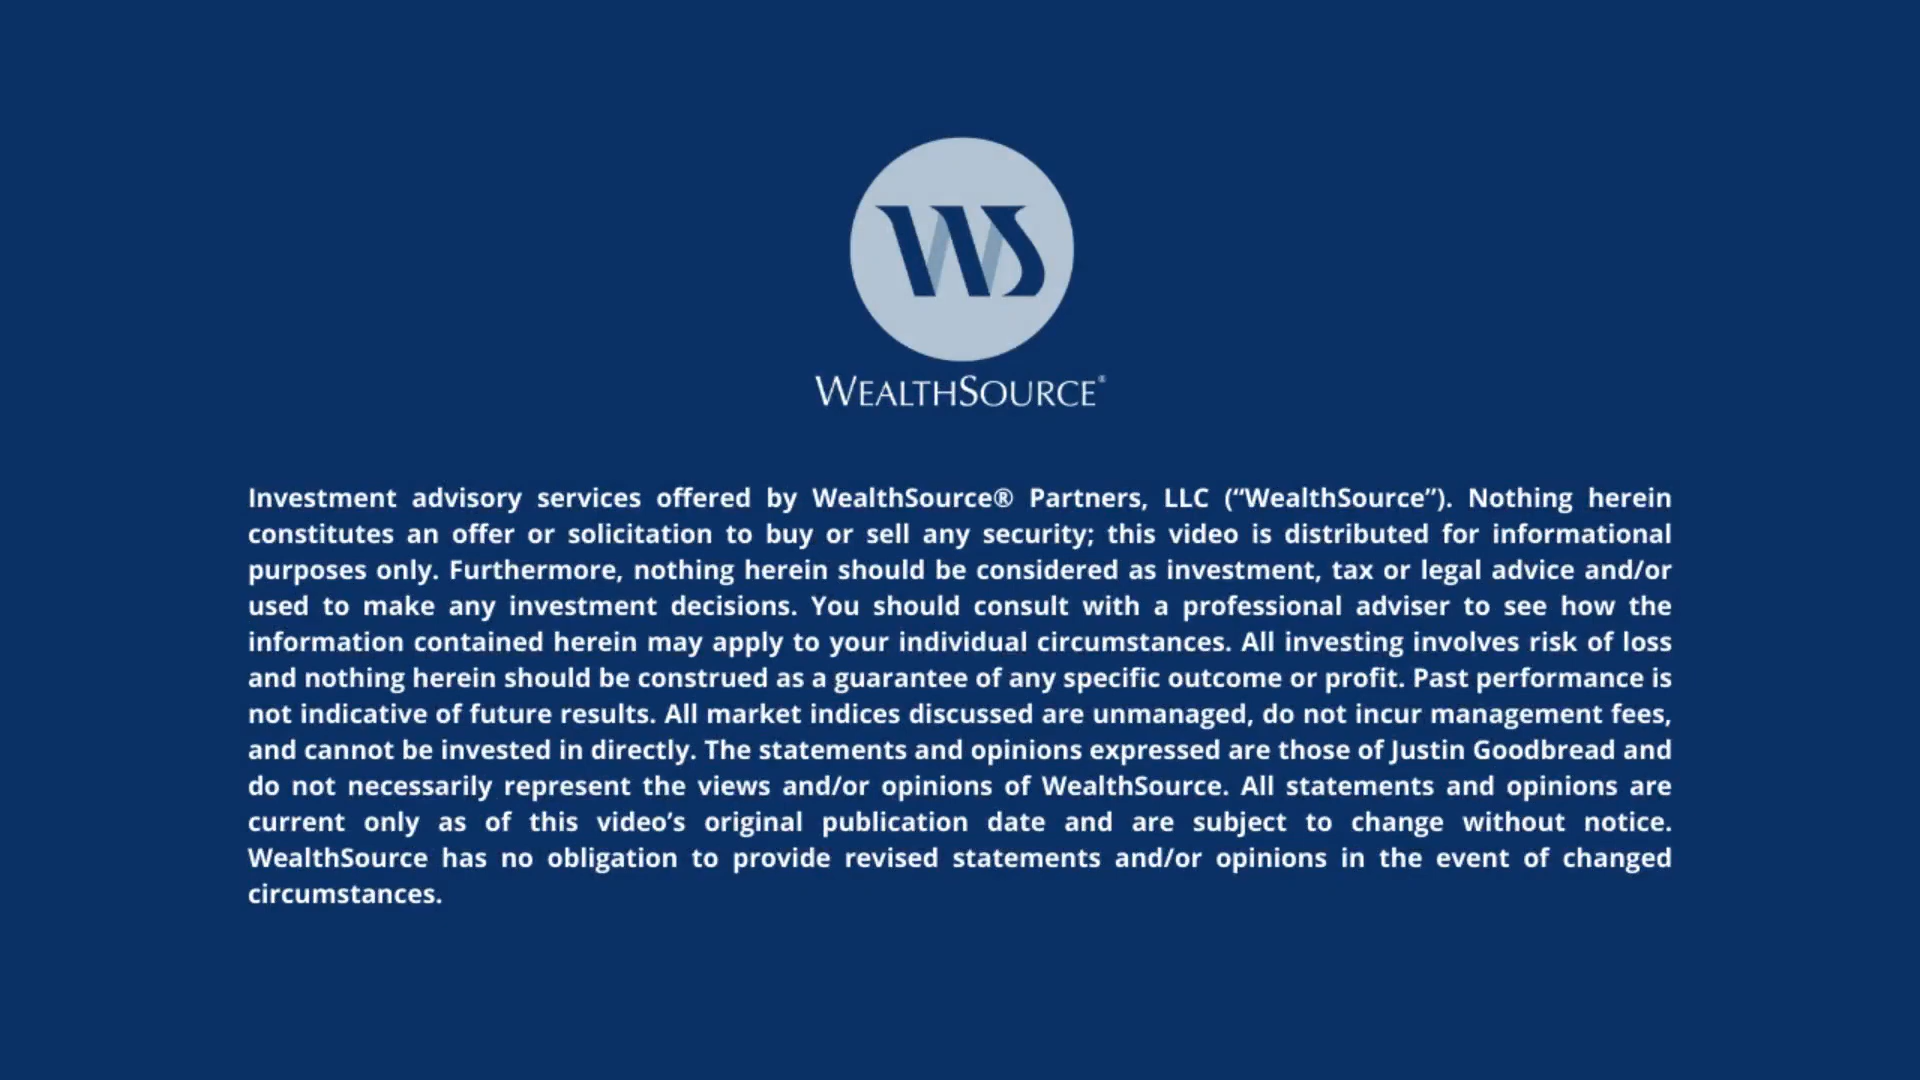 WS
WEALTHSOURCE®
Investment advisory services offered by WealthSource® Partners, LLC (“WealthSource”). Nothing herein
constitutes an offer or solicitation to buy or sell any security; this video is distributed for informational
purposes only. Furthermore, nothing herein should be considered as investment, tax or legal advice and/or
used to make any investment decisions. You should consult with a professional adviser to see how the
information contained herein may apply to your individual circumstances. All investing involves risk of loss
and nothing herein should be construed as a guarantee of any specific outcome or profit. Past performance is
not indicative of future results. All market indices discussed are unmanaged, do not incur management fees,
and cannot be invested in directly. The statements and opinions expressed are those of Justin Goodbread and
do not necessarily represent the views and/or opinions of WealthSource. All statements and opinions are
current only as of this video’s original publication date and are subject to change without notice.
WealthSource has no obligation to provide revised statements and/or opinions in the event of changed
circumstances.